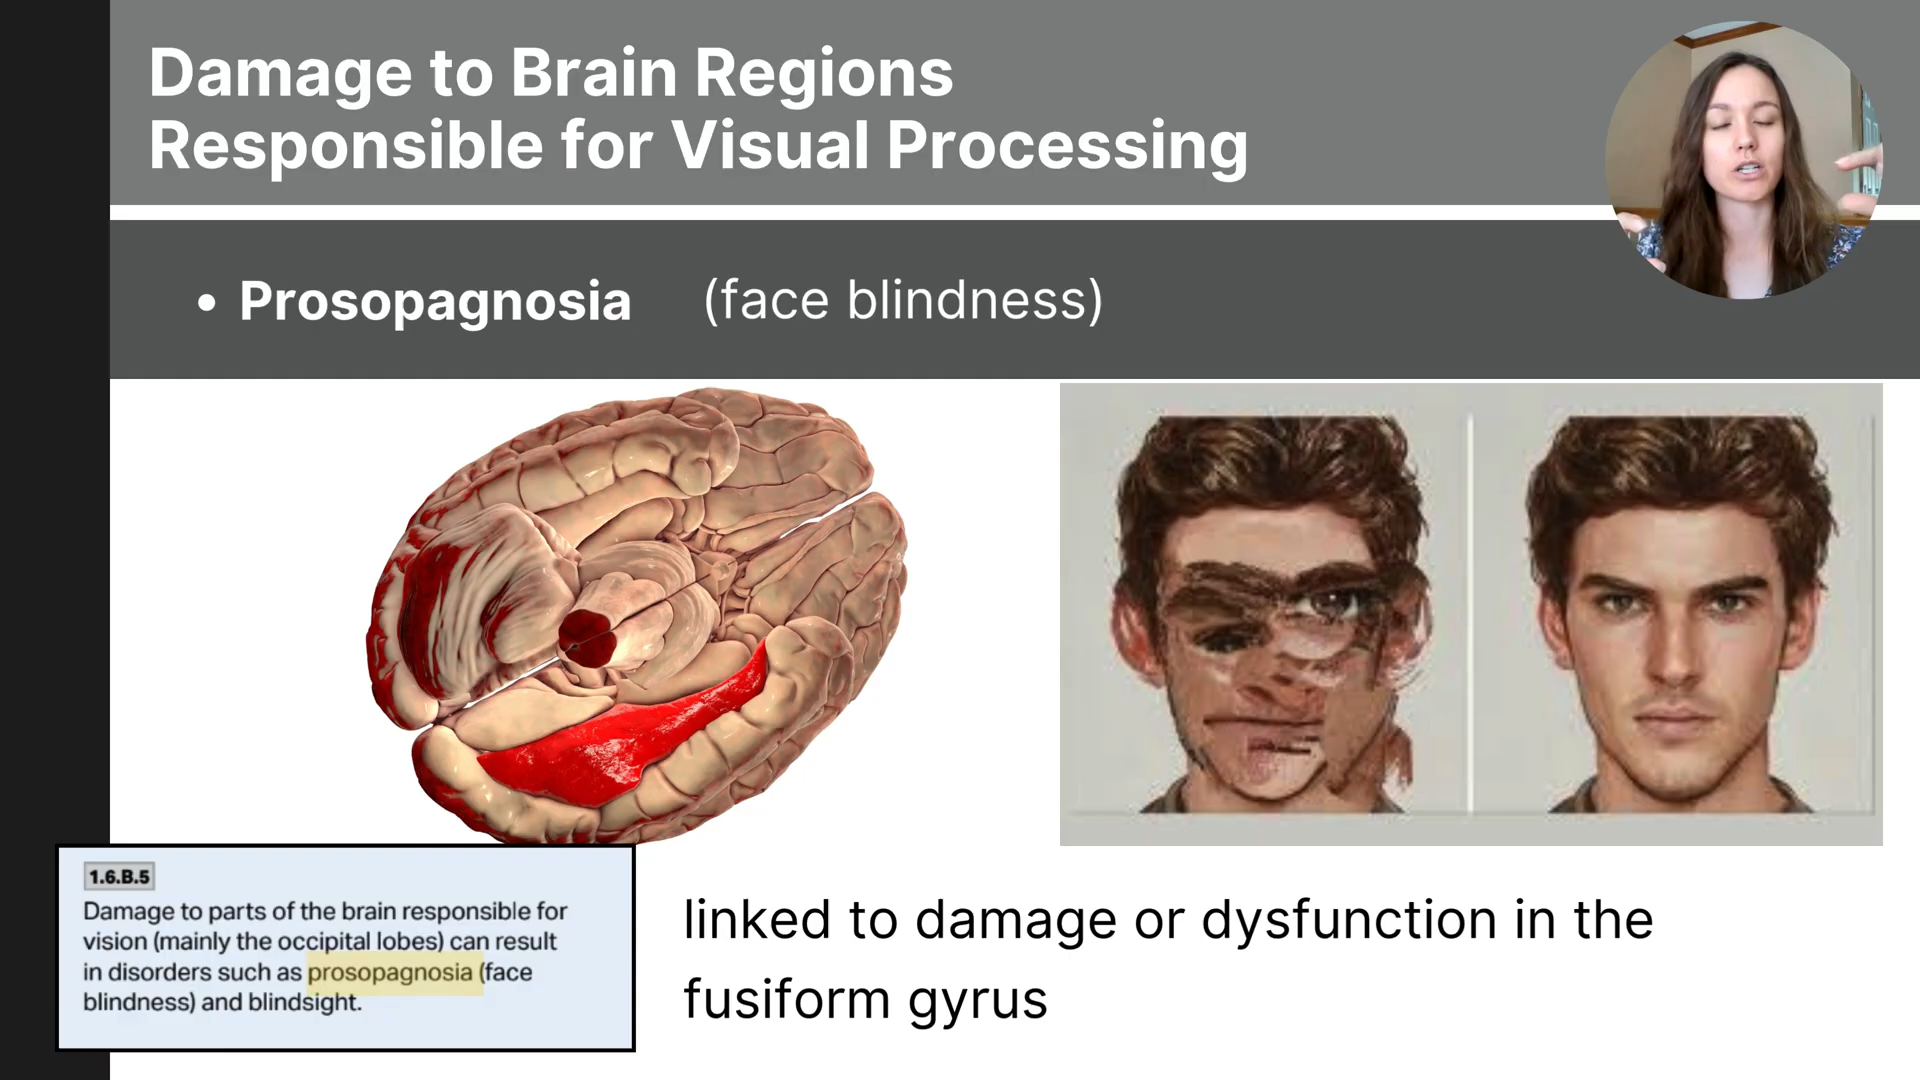 Damage to Brain Regions
Responsible for Visual Processing
• Prosopagnosia (face blindness)
1.6.B.5
Damage to parts of the brain responsible for
vision (mainly the occipital lobes) can result
in disorders such as prosopagnosia (face
blindness) and blindsight.
linked to damage or dysfunction in the
fusiform gyrus